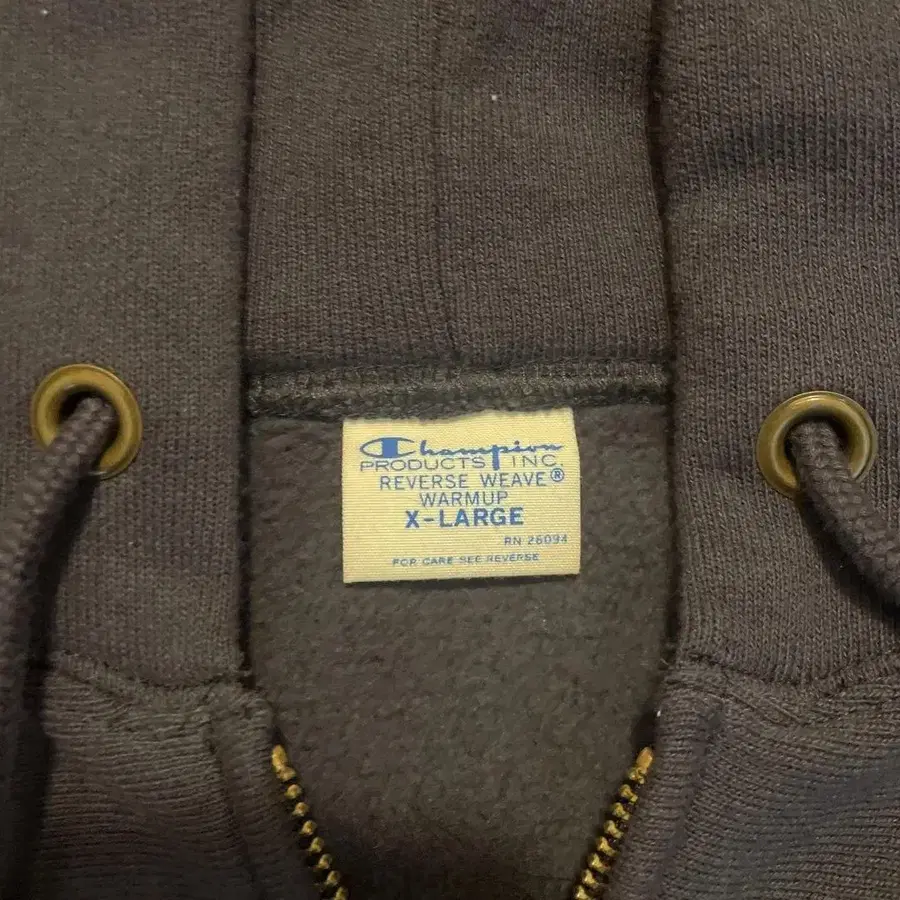 Champion
PRODUCTS INC.
REVERSE WEAVE®
WARMUP
X-LARGE
RN 26094
FOR CARE SEE REVERSE